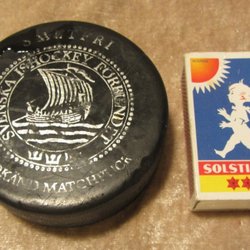 SVENSKA ISHOCKEY FÖRBUNDET
MATCHPUCK
SOLSTI